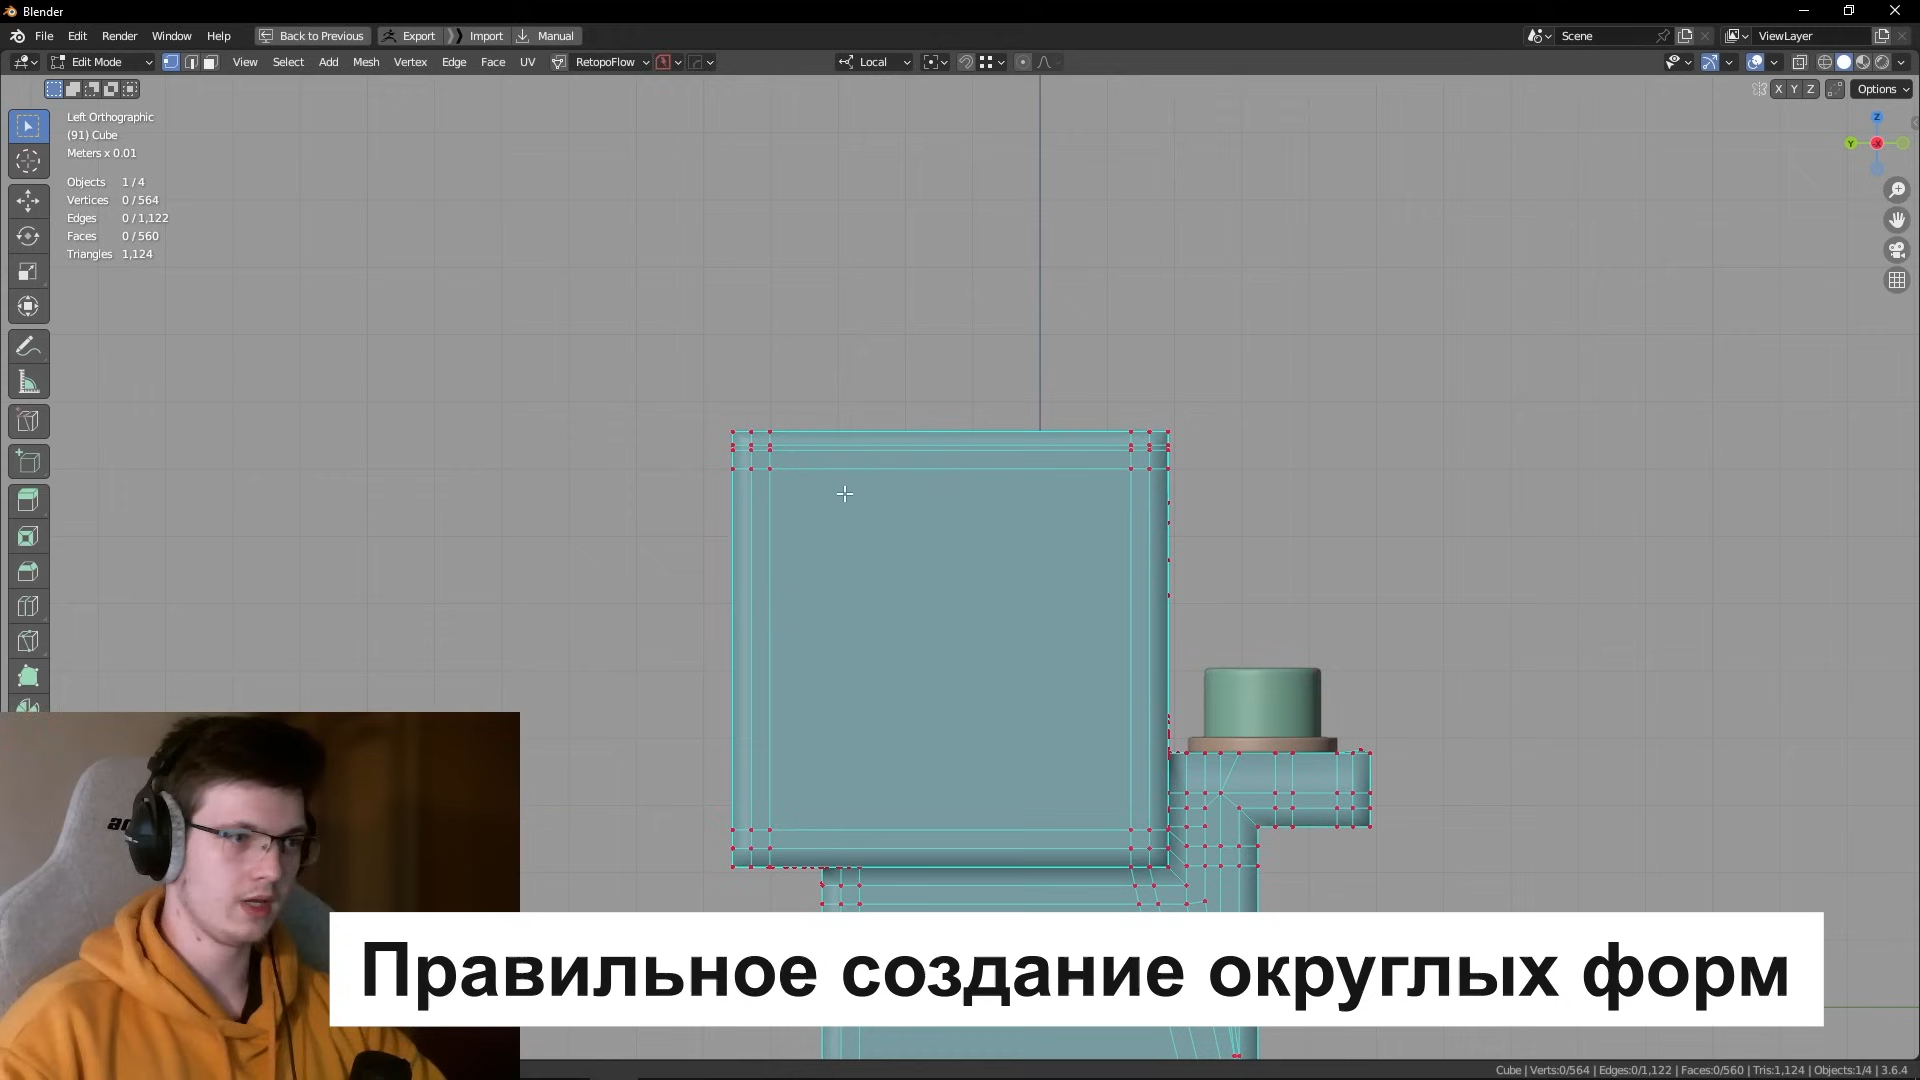 Blender
File Edit Render Window Help Back to Previous Export Import Manual Scene ViewLayer
Edit Mode View Select Add Mesh Vertex Edge Face UV RetopoFlow Local
X Y Z Options
Left Orthographic
(91) Cube
Meters x 0.01
Objects 1 / 4
Vertices 0 / 564
Edges 0 / 1,122
Faces 0 / 560
Triangles 1,124
Z
Y -X
Правильное создание округлых форм
Cube | Verts:0/564 | Edges:0/1,122 | Faces:0/560 | Tris:1,124 | Objects:1/4 | 3.6.4